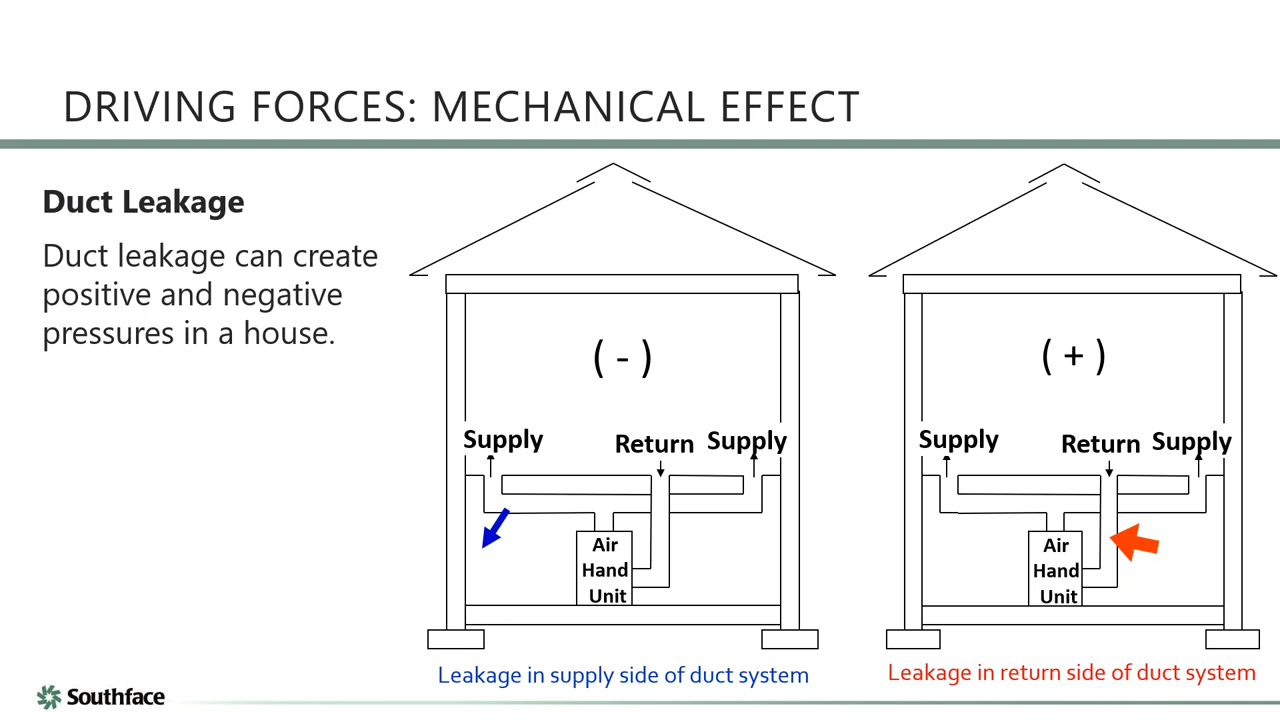 DRIVING FORCES: MECHANICAL EFFECT
Duct Leakage
Duct leakage can create
positive and negative
pressures in a house.
( - )
Supply
Return
Supply
Air
Hand
Unit
Leakage in supply side of duct system
( + )
Supply
Return
Supply
Air
Hand
Unit
Leakage in return side of duct system
Southface